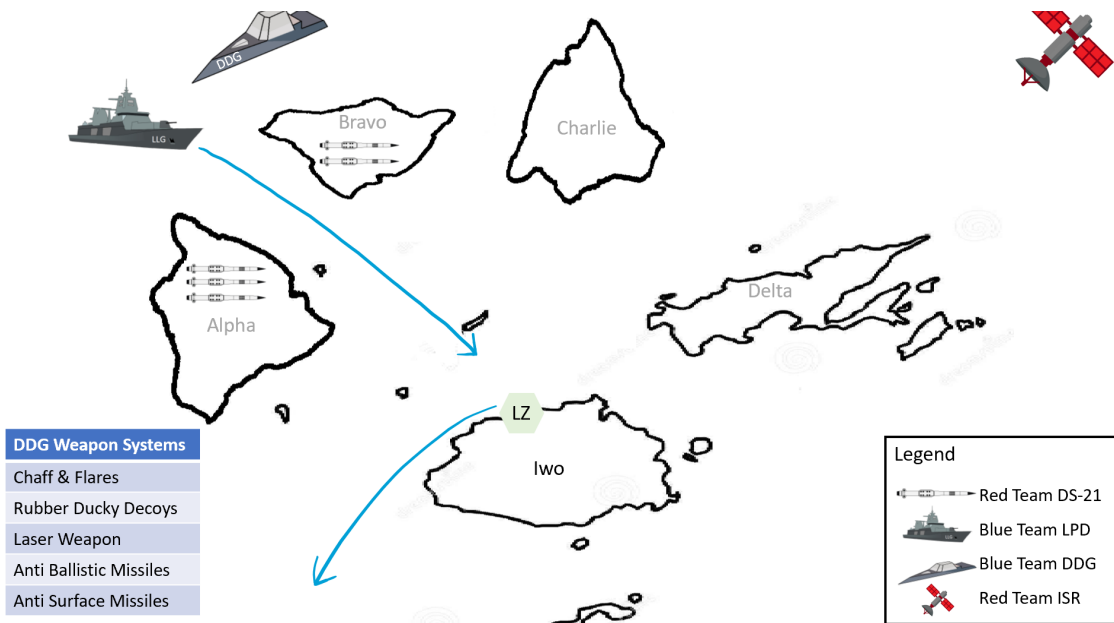 DDG
LLG
Bravo
Charlie
Alpha
Delta
LZ
Iwo
DDG Weapon Systems
Chaff & Flares
Rubber Ducky Decoys
Laser Weapon
Anti Ballistic Missiles
Anti Surface Missiles
Legend
Red Team DS-21
Blue Team LPD
Blue Team DDG
Red Team ISR